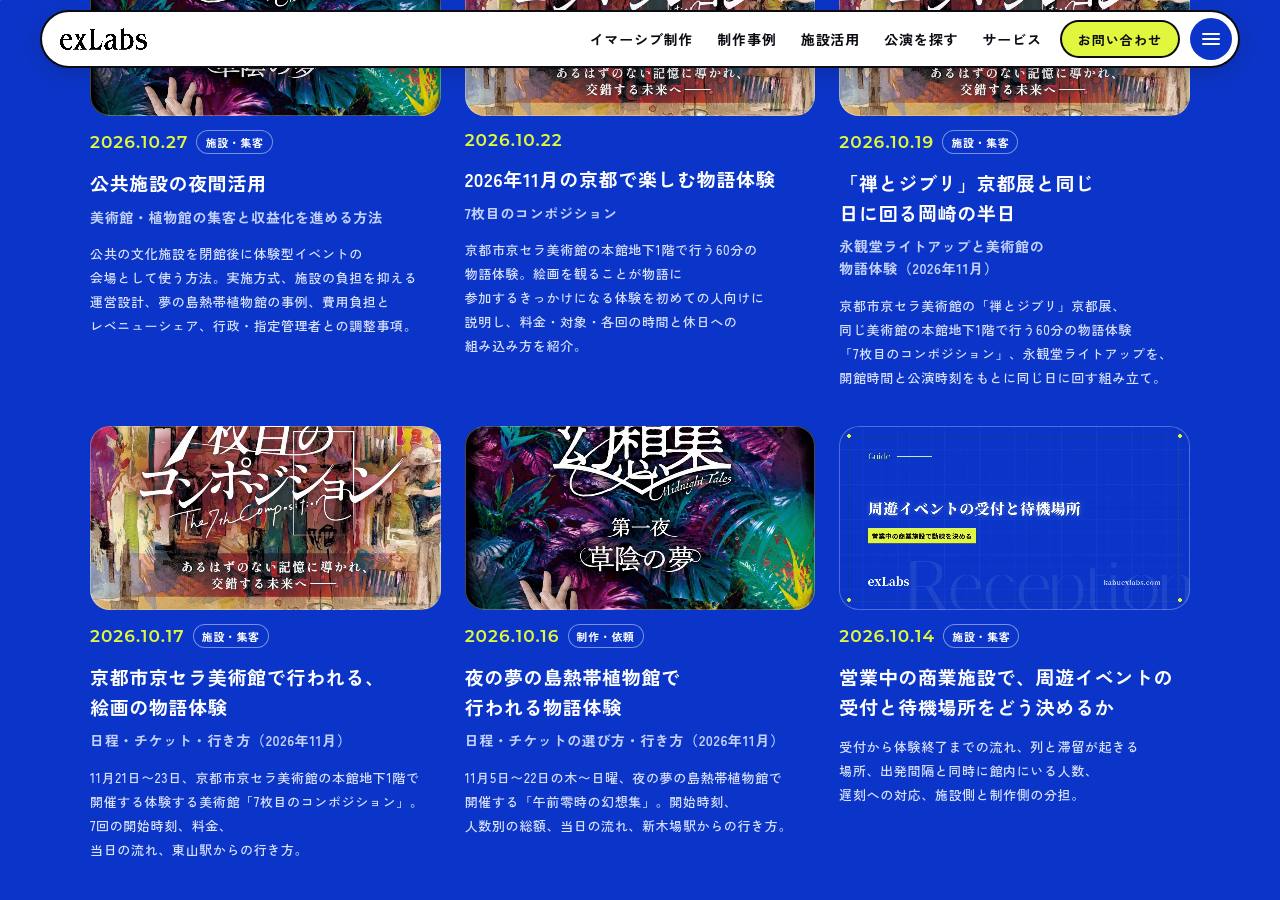 exLabs
イマーシブ制作
制作事例
施設活用
公演を探す
サービス
お問い合わせ
草陰の夢
あるはずのない記憶に導かれ、
交錯する未来へ――
あるはずのない記憶に導かれ、
交錯する未来へ――
2026.10.27
施設・集客
公共施設の夜間活用
美術館・植物館の集客と収益化を進める方法
公共の文化施設を閉館後に体験型イベントの
会場として使う方法。実施方式、施設の負担を抑える
運営設計、夢の島熱帯植物館の事例、費用負担と
レベニューシェア、行政・指定管理者との調整事項。
2026.10.22
2026年11月の京都で楽しむ物語体験
7枚目のコンポジション
京都市京セラ美術館の本館地下1階で行う60分の
物語体験。絵画を観ることが物語に
参加するきっかけになる体験を初めての人向けに
説明し、料金・対象・各回の時間と休日への
組み込み方を紹介。
2026.10.19
施設・集客
「禅とジブリ」京都展と同じ
日に回る岡崎の半日
永観堂ライトアップと美術館の
物語体験（2026年11月）
京都市京セラ美術館の「禅とジブリ」京都展、
同じ美術館の本館地下1階で行う60分の物語体験
「7枚目のコンポジション」、永観堂ライトアップを、
開館時間と公演時刻をもとに同じ日に回す組み立て。
7枚目の
コンポジション
The 7th Composition
あるはずのない記憶に導かれ、
交錯する未来へ――
2026.10.17
施設・集客
京都市京セラ美術館で行われる、
絵画の物語体験
日程・チケット・行き方（2026年11月）
11月21日〜23日、京都市京セラ美術館の本館地下1階で
開催する体験する美術館「7枚目のコンポジション」。
7回の開始時刻、料金、
当日の流れ、東山駅からの行き方。
幻想集
Midnight Tales
第一夜
草陰の夢
2026.10.16
制作・依頼
夜の夢の島熱帯植物館で
行われる物語体験
日程・チケットの選び方・行き方（2026年11月）
11月5日〜22日の木〜日曜、夜の夢の島熱帯植物館で
開催する「午前零時の幻想集」。開始時刻、
人数別の総額、当日の流れ、新木場駅からの行き方。
Guide
周遊イベントの受付と待機場所
営業中の商業施設で動線を決める
exLabs
kabuexlabs.com
Reception
2026.10.14
施設・集客
営業中の商業施設で、周遊イベントの
受付と待機場所をどう決めるか
受付から体験終了までの流れ、列と滞留が起きる
場所、出発間隔と同時に館内にいる人数、
遅刻への対応、施設側と制作側の分担。